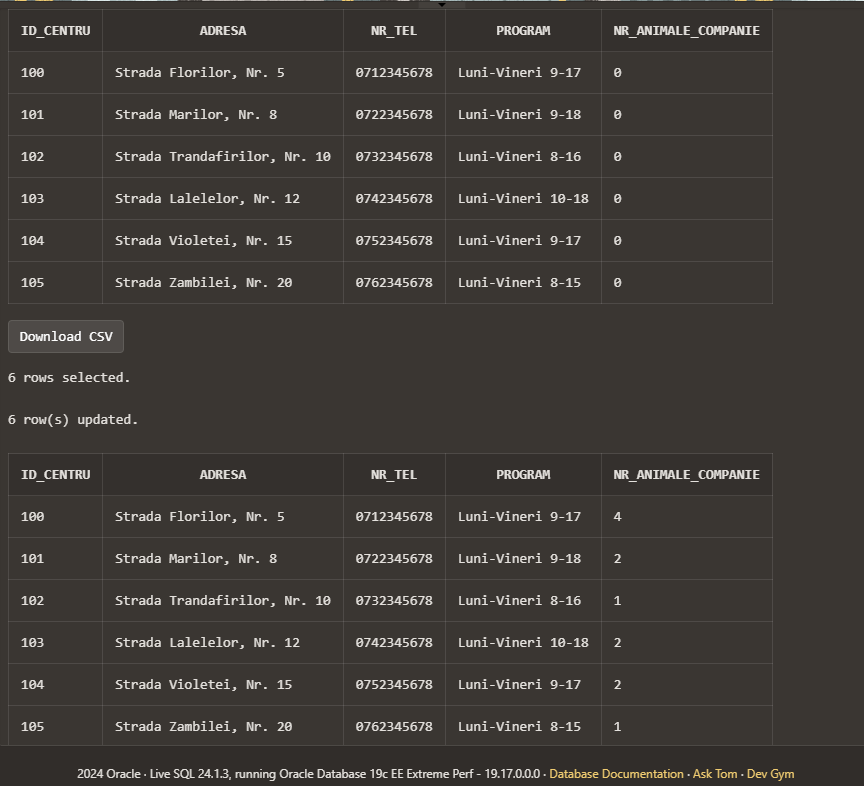 ID_CENTRU ADRESA NR_TEL PROGRAM NR_ANIMALE_COMPANIE
100 Strada Florilor, Nr. 5 0712345678 Luni-Vineri 9-17 0
101 Strada Marilor, Nr. 8 0722345678 Luni-Vineri 9-18 0
102 Strada Trandafirilor, Nr. 10 0732345678 Luni-Vineri 8-16 0
103 Strada Lalelelor, Nr. 12 0742345678 Luni-Vineri 10-18 0
104 Strada Violetei, Nr. 15 0752345678 Luni-Vineri 9-17 0
105 Strada Zambilei, Nr. 20 0762345678 Luni-Vineri 8-15 0
Download CSV
6 rows selected.
6 row(s) updated.
ID_CENTRU ADRESA NR_TEL PROGRAM NR_ANIMALE_COMPANIE
100 Strada Florilor, Nr. 5 0712345678 Luni-Vineri 9-17 4
101 Strada Marilor, Nr. 8 0722345678 Luni-Vineri 9-18 2
102 Strada Trandafirilor, Nr. 10 0732345678 Luni-Vineri 8-16 1
103 Strada Lalelelor, Nr. 12 0742345678 Luni-Vineri 10-18 2
104 Strada Violetei, Nr. 15 0752345678 Luni-Vineri 9-17 2
105 Strada Zambilei, Nr. 20 0762345678 Luni-Vineri 8-15 1
2024 Oracle · Live SQL 24.1.3, running Oracle Database 19c EE Extreme Perf - 19.17.0.0.0 · Database Documentation · Ask Tom · Dev Gym